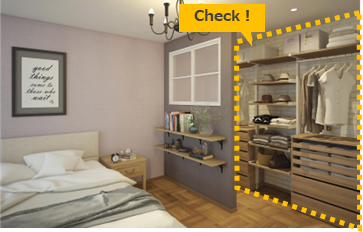 Check !
good
things
come to
those who
wait